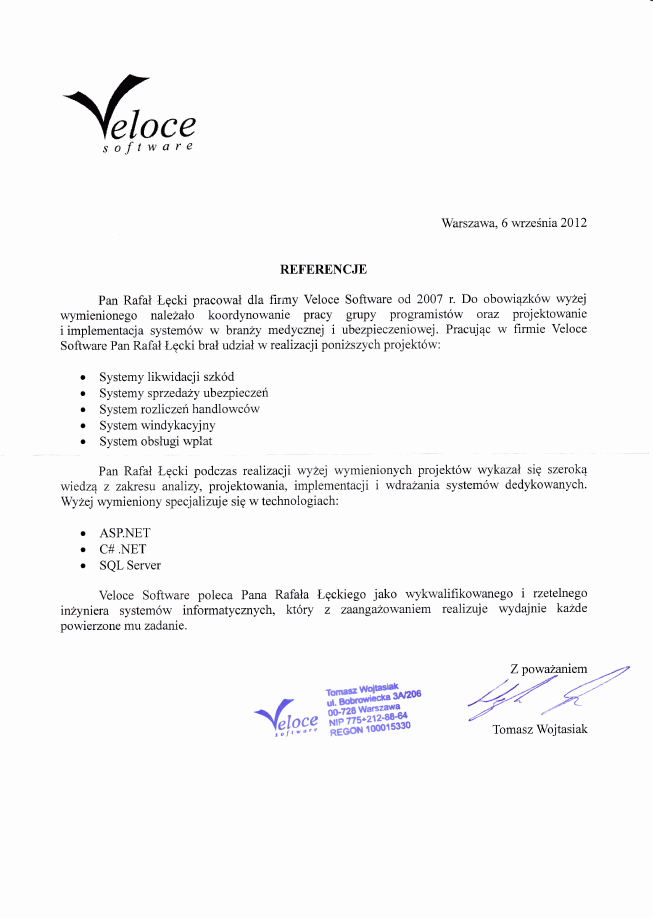 Veloce
software
Warszawa, 6 września 2012
REFERENCJE
Pan Rafał Łęcki pracował dla firmy Veloce Software od 2007 r. Do obowiązków wyżej
wymienionego należało koordynowanie pracy grupy programistów oraz projektowanie
i implementacja systemów w branży medycznej i ubezpieczeniowej. Pracując w firmie Veloce
Software Pan Rafał Łęcki brał udział w realizacji poniższych projektów:
• Systemy likwidacji szkód
• Systemy sprzedaży ubezpieczeń
• System rozliczeń handlowców
• System windykacyjny
• System obsługi wpłat
Pan Rafał Łęcki podczas realizacji wyżej wymienionych projektów wykazał się szeroką
wiedzą z zakresu analizy, projektowania, implementacji i wdrażania systemów dedykowanych.
Wyżej wymieniony specjalizuje się w technologiach:
• ASP.NET
• C# .NET
• SQL Server
Veloce Software poleca Pana Rafała Łęckiego jako wykwalifikowanego i rzetelnego
inżyniera systemów informatycznych, który z zaangażowaniem realizuje wydajnie każde
powierzone mu zadanie.
Z poważaniem
Veloce
software
Tomasz Wojtasiak
ul. Bobrowiecka 3A/206
00-728 Warszawa
NIP 775-212-88-64
REGON 100015330
Tomasz Wojtasiak